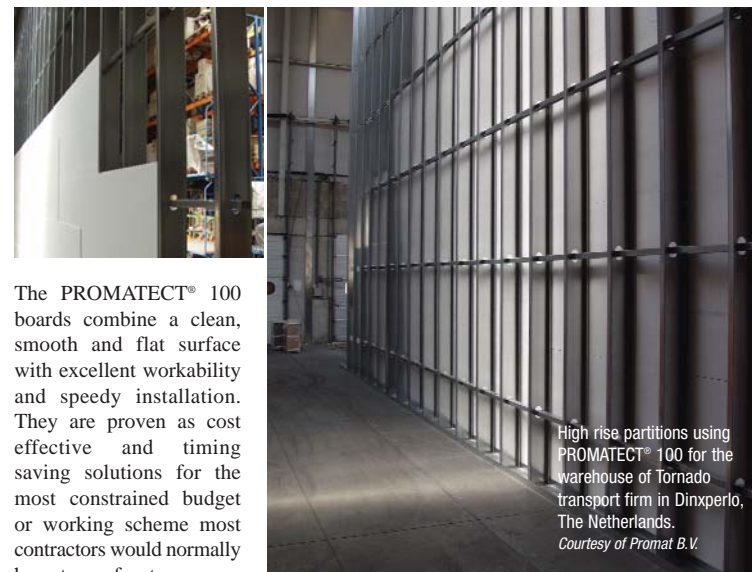 The PROMATECT® 100
boards combine a clean,
smooth and flat surface
with excellent workability
and speedy installation.
They are proven as cost
effective and timing
saving solutions for the
most constrained budget
or working scheme most
contractors would normally
High rise partitions using
PROMATECT® 100 for the
warehouse of Tornado
transport firm in Dinxperlo,
The Netherlands.
Courtesy of Promat B.V.